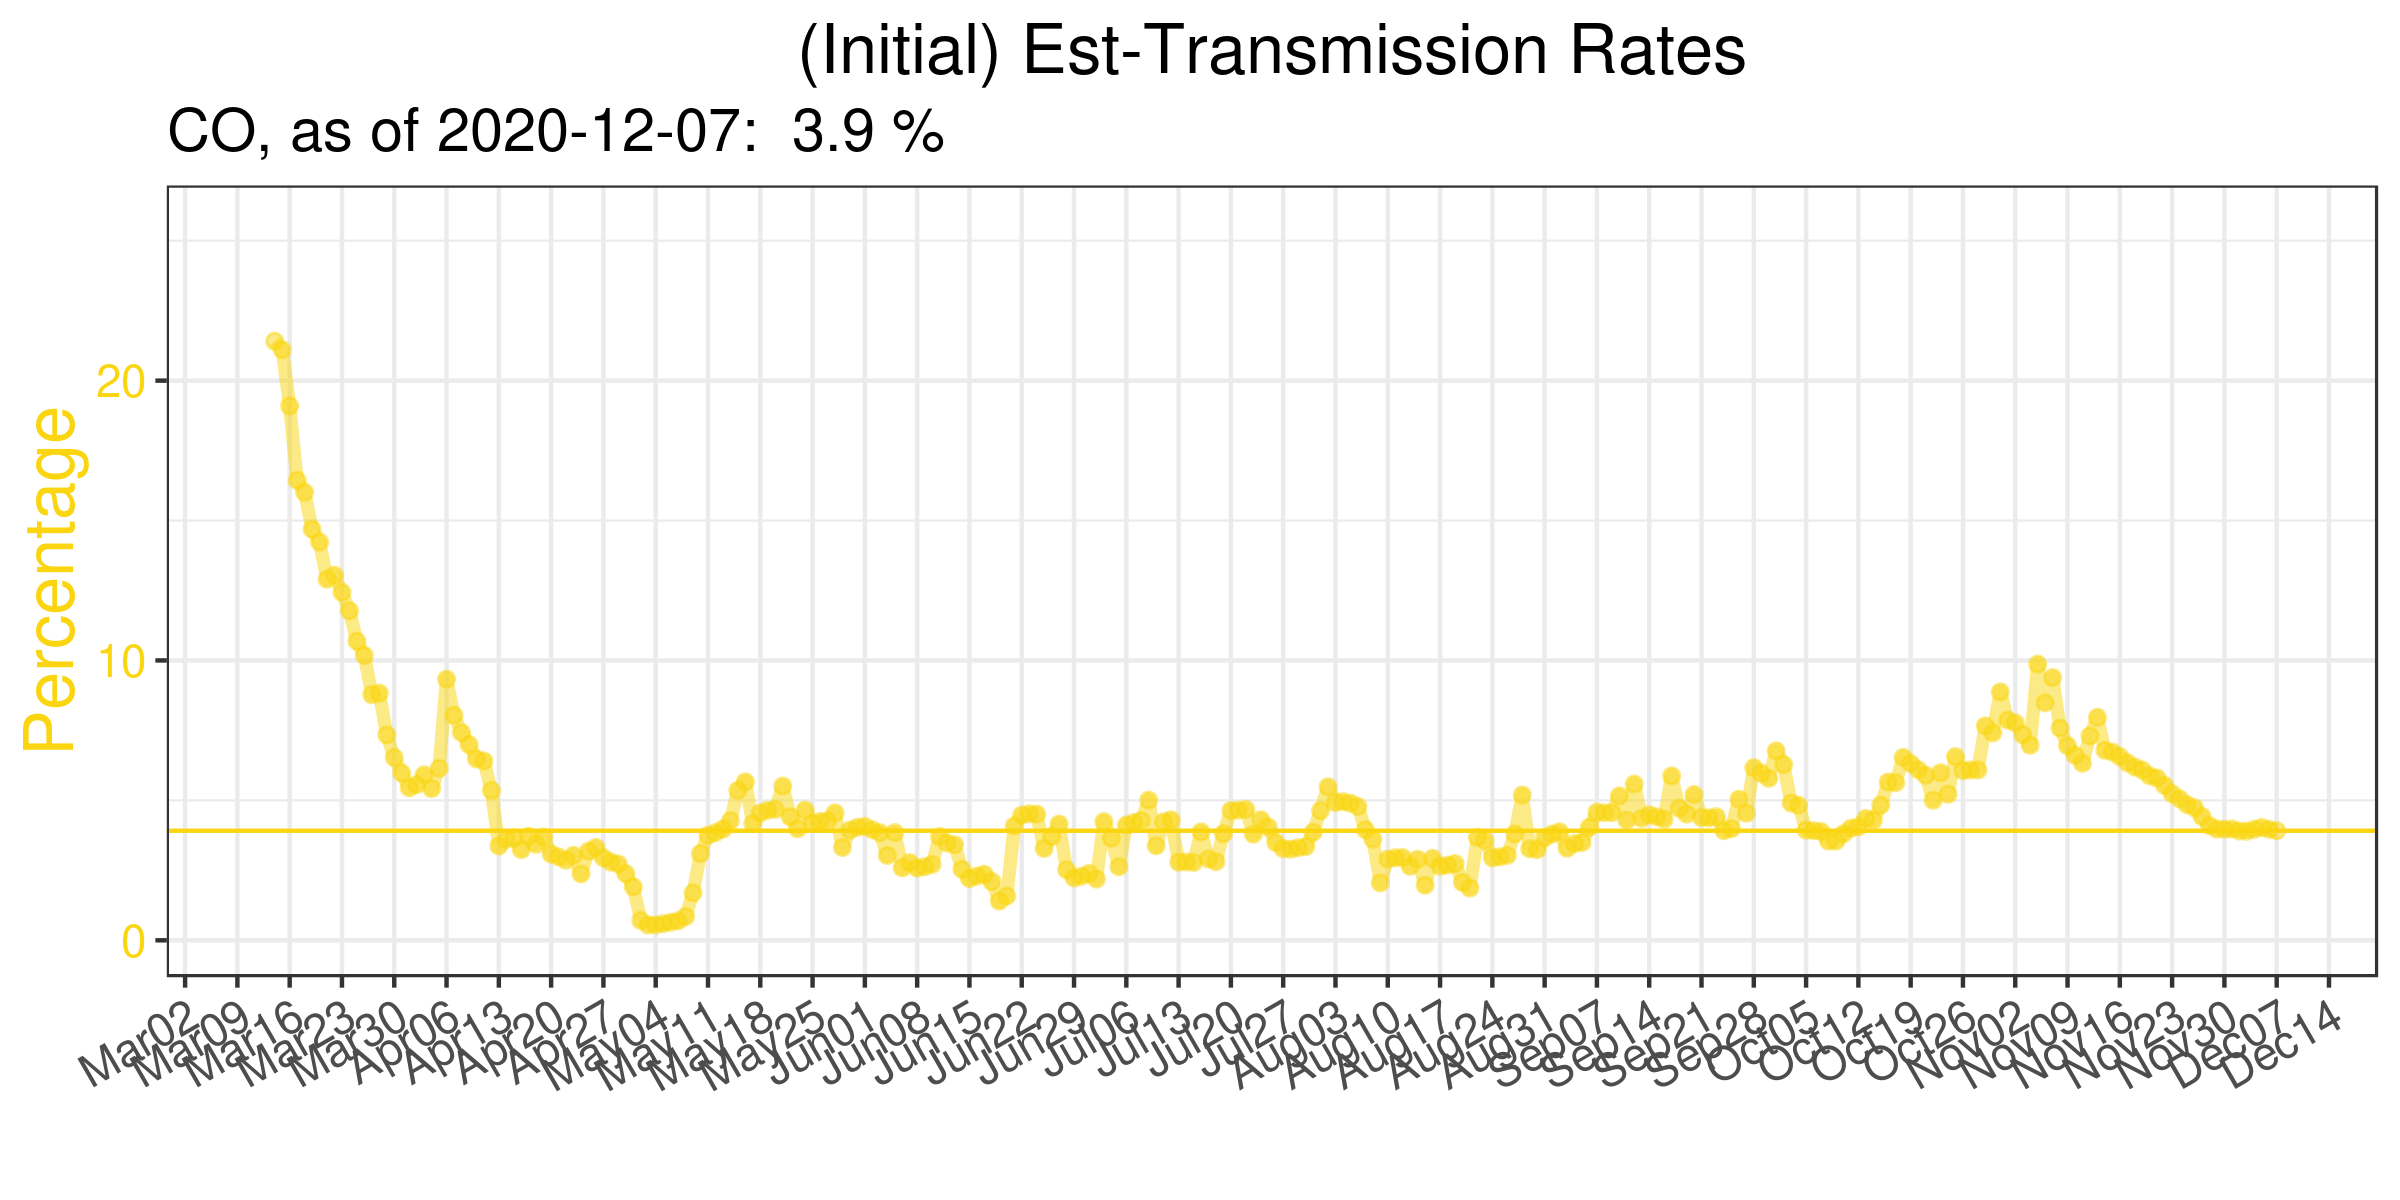 (Initial) Est-Transmission Rates
CO, as of 2020-12-07:  3.9 %
Percentage
20
10
0
Mar02
Mar09
Mar16
Mar23
Mar30
Apr06
Apr13
Apr20
Apr27
May04
May11
May18
May25
Jun01
Jun08
Jun15
Jun22
Jun29
Jul06
Jul13
Jul20
Jul27
Aug03
Aug10
Aug17
Aug24
Aug31
Sep07
Sep14
Sep21
Sep28
Oct05
Oct12
Oct19
Oct26
Nov02
Nov09
Nov16
Nov23
Nov30
Dec07
Dec14